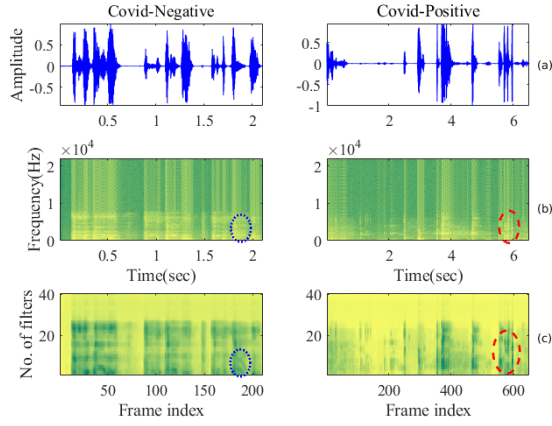 Covid-Negative
Covid-Positive
Amplitude
0.5
0
-0.5
0.5 1 1.5 2
0.5
0
-0.5
-1
2 4 6
(a)
Frequency(Hz)
×10⁴
2
1
0
0.5 1 1.5 2
Time(sec)
×10⁴
2
1
0
2 4 6
Time(sec)
(b)
No. of filters
40
20
50 100 150 200
Frame index
40
20
200 400 600
Frame index
(c)